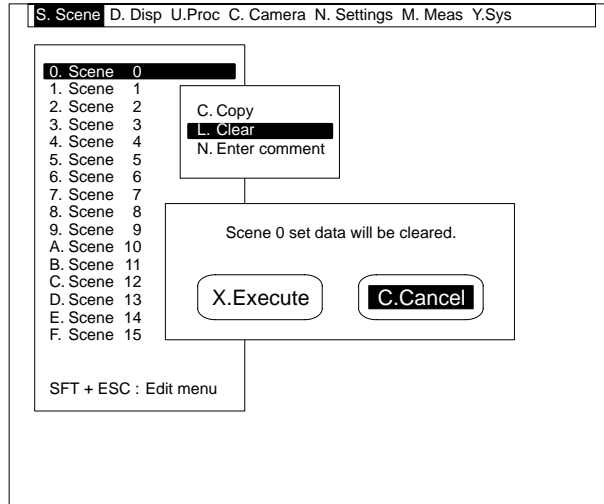 S. Scene D. Disp U.Proc C. Camera N. Settings M. Meas Y.Sys
0. Scene 0
1. Scene 1
2. Scene 2
3. Scene 3
4. Scene 4
5. Scene 5
6. Scene 6
7. Scene 7
8. Scene 8
9. Scene 9
A. Scene 10
B. Scene 11
C. Scene 12
D. Scene 13
E. Scene 14
F. Scene 15
SFT + ESC : Edit menu
C. Copy
L. Clear
N. Enter comment
Scene 0 set data will be cleared.
X.Execute C.Cancel